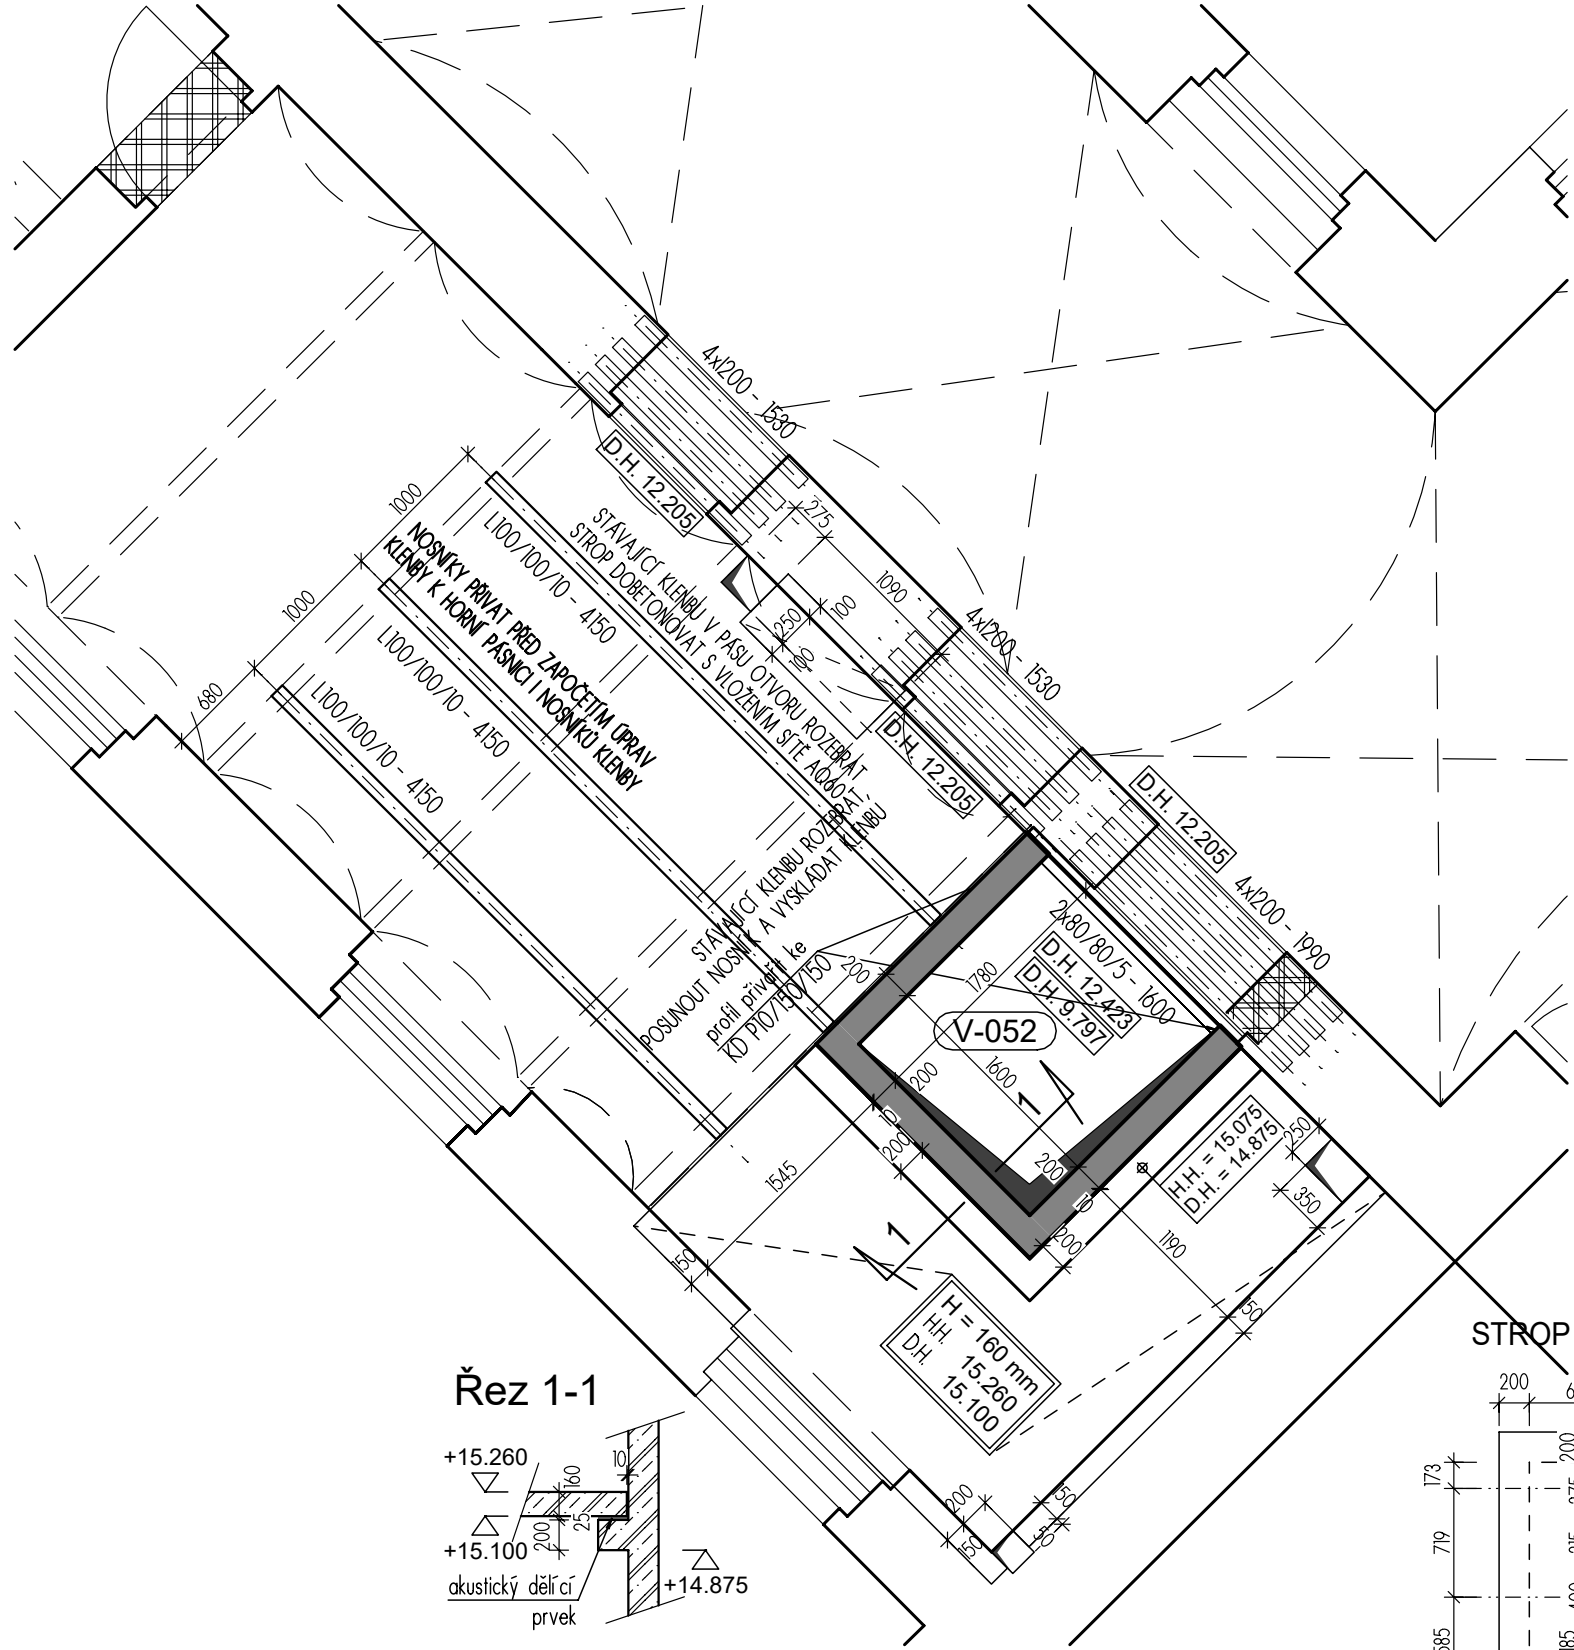 4xI200 - 1530
D.H. 12.205
1000
1000
680
275
1090
250
100
100
L100/100/10 - 4150
L100/100/10 - 4150
L100/100/10 - 4150
NOSNÍKY PŘIVAT PŘED ZAPOČETÍM ÚPRAV
KLENBY K HORNÍ PÁSNICI I NOSNÍKŮ KLENBY
STÁVAJÍCÍ KLENBU V PÁSU OTVORU ROZEBRAT
STROP DOBETONOVAT S VLOŽENÍM SÍTĚ AQ60
4xI200 - 1530
D.H. 12.205
STÁVAJÍCÍ KLENBU ROZEBRAT,
POSUNOUT NOSNÍK A VYSKLÁDAT KLENBU
profil přivařit ke
KD P10/150/150
D.H. 12.205
4xI200 - 1990
2x80/80/5 - 1600
D.H. 12.423
D.H. 9.797
V-052
200
1780
1600
200
10
200
1545
150
200
10
200
1190
150
250
350
1
1
H.H. = 15.075
D.H. = 14.875
H = 160 mm
H.H. 15.260
D.H. 15.100
200
150
150
50
Řez 1-1
+15.260
+15.100
160
10
25
200
akustický dělící
prvek
+14.875
STROP
200
200
173
719